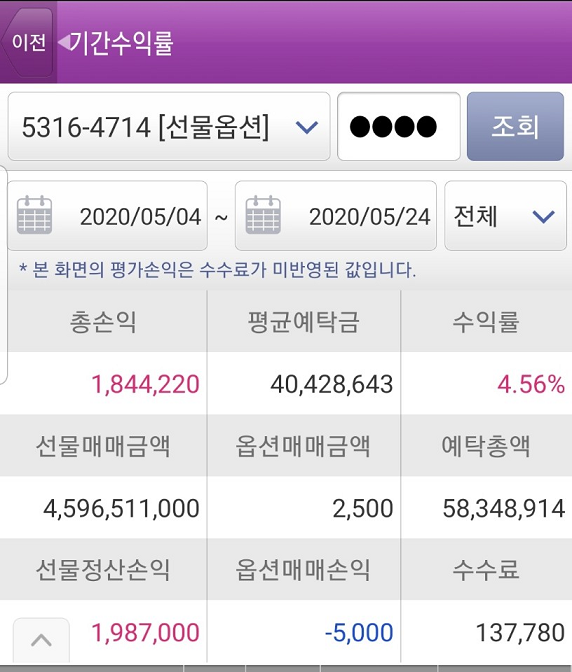 이전 기간수익률
5316-4714 [선물옵션] ●●●● 조회
2020/05/04 ~ 2020/05/24 전체
* 본 화면의 평가손익은 수수료가 미반영된 값입니다.
총손익 평균예탁금 수익률
1,844,220 40,428,643 4.56%
선물매매금액 옵션매매금액 예탁총액
4,596,511,000 2,500 58,348,914
선물정산손익 옵션매매손익 수수료
1,987,000 -5,000 137,780